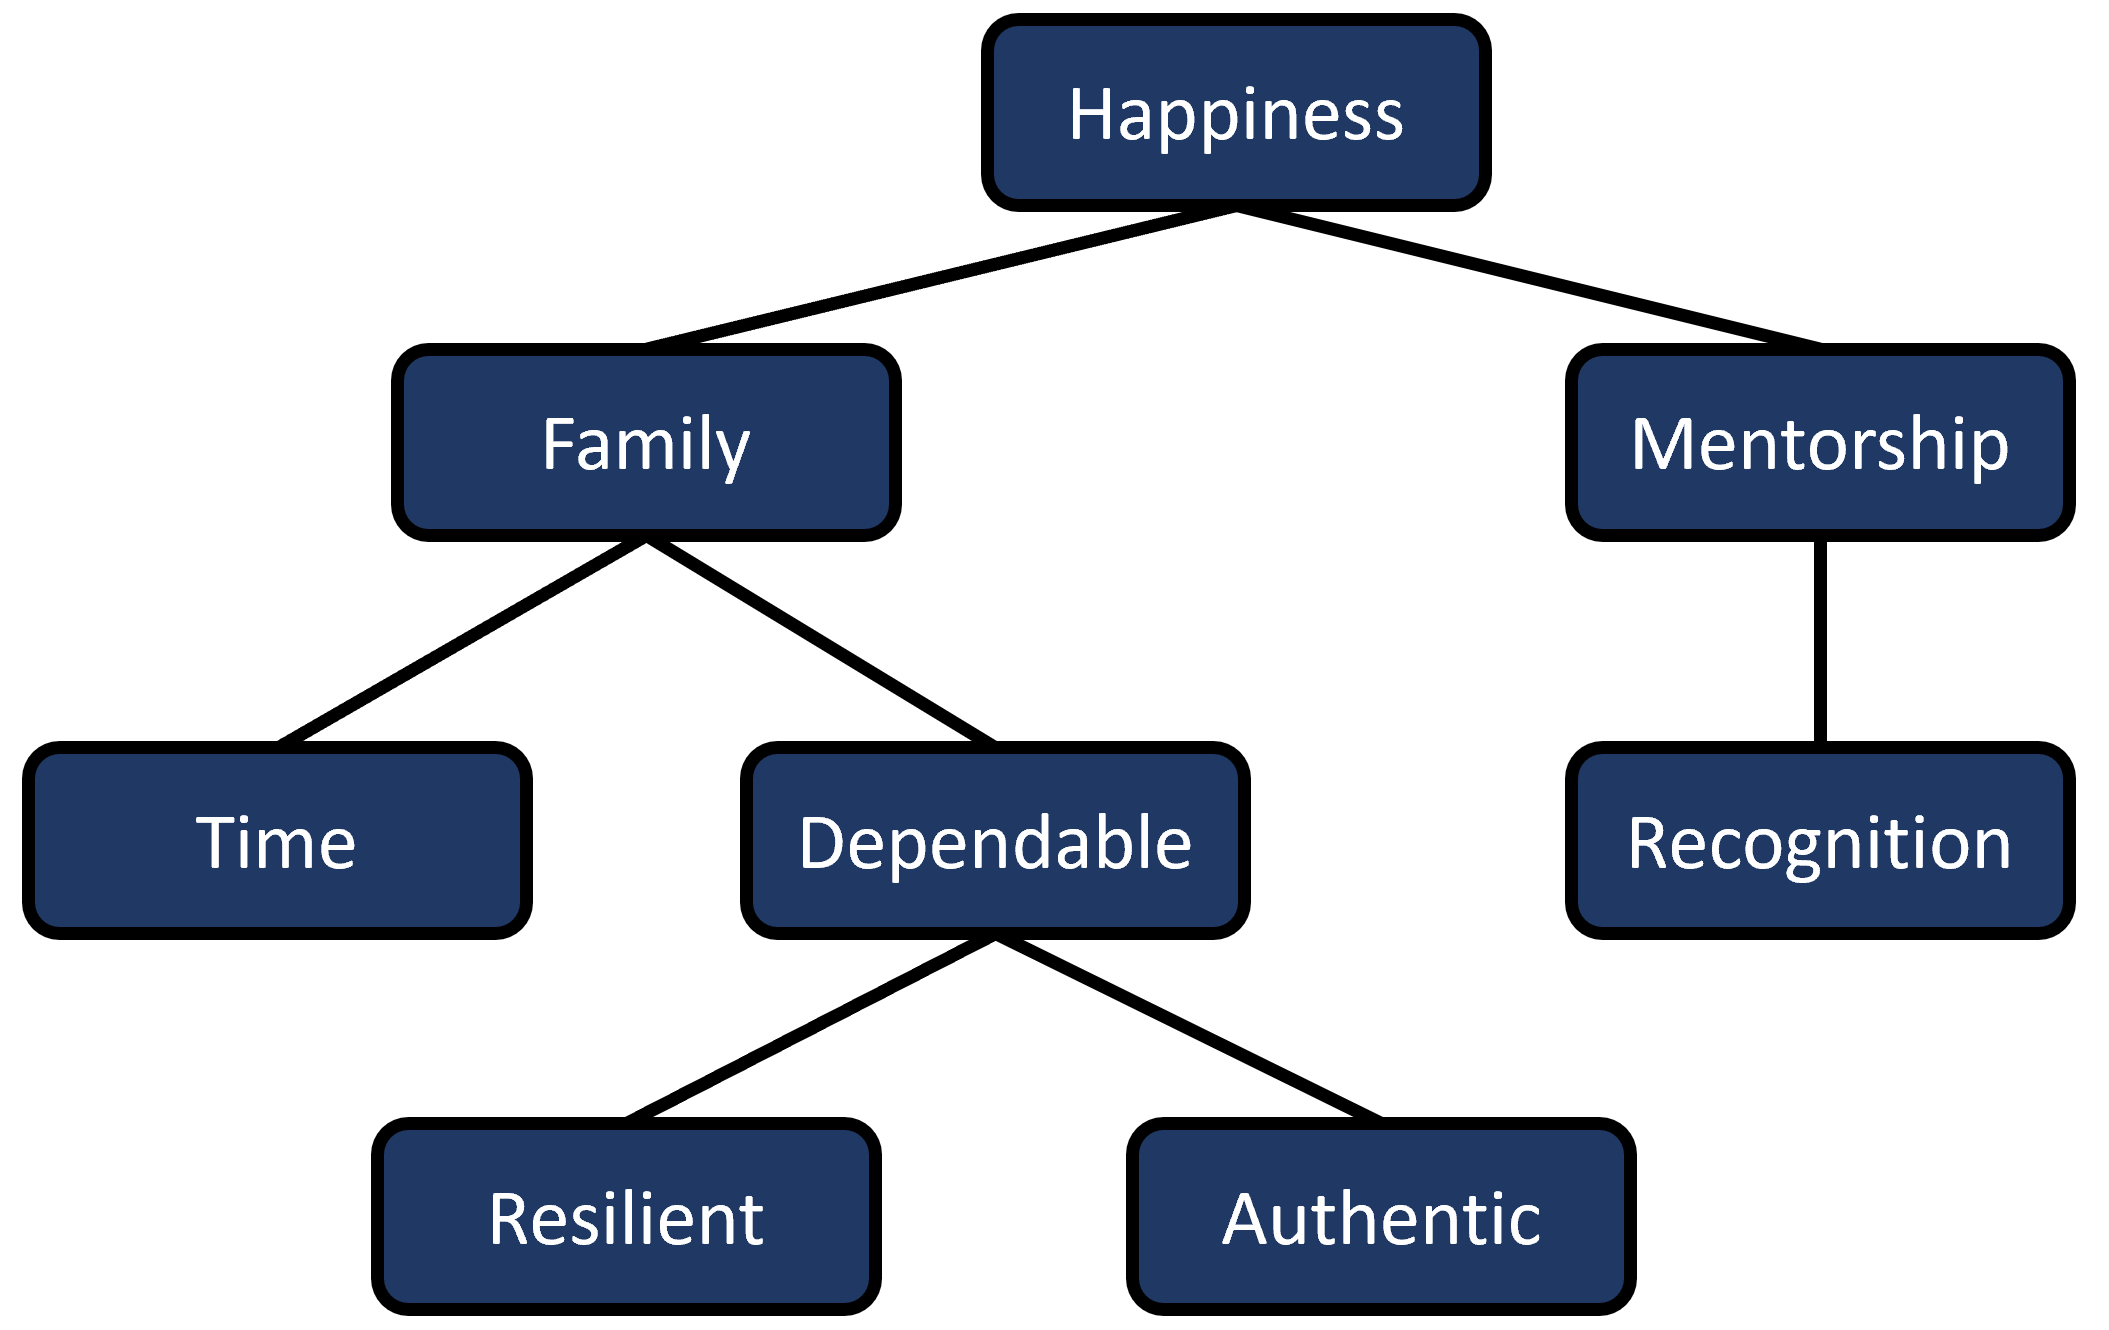 Happiness
Family
Mentorship
Time
Dependable
Recognition
Resilient
Authentic